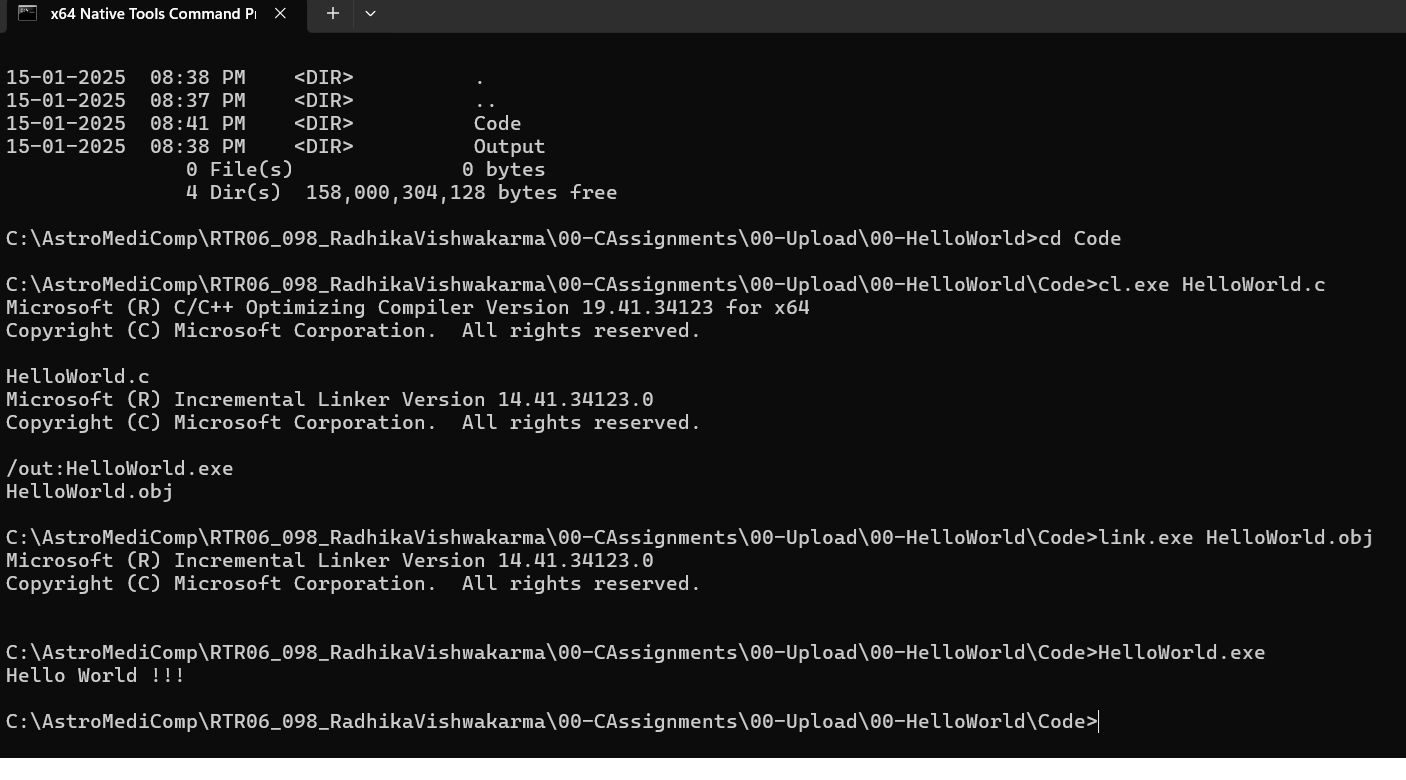 x64 Native Tools Command Pr
15-01-2025  08:38 PM    <DIR>          .
15-01-2025  08:37 PM    <DIR>          ..
15-01-2025  08:41 PM    <DIR>          Code
15-01-2025  08:38 PM    <DIR>          Output
               0 File(s)              0 bytes
               4 Dir(s)  158,000,304,128 bytes free
C:\AstroMediComp\RTR06_098_RadhikaVishwakarma\00-CAssignments\00-Upload\00-HelloWorld>cd Code
C:\AstroMediComp\RTR06_098_RadhikaVishwakarma\00-CAssignments\00-Upload\00-HelloWorld\Code>cl.exe HelloWorld.c
Microsoft (R) C/C++ Optimizing Compiler Version 19.41.34123 for x64
Copyright (C) Microsoft Corporation.  All rights reserved.
HelloWorld.c
Microsoft (R) Incremental Linker Version 14.41.34123.0
Copyright (C) Microsoft Corporation.  All rights reserved.
/out:HelloWorld.exe
HelloWorld.obj
C:\AstroMediComp\RTR06_098_RadhikaVishwakarma\00-CAssignments\00-Upload\00-HelloWorld\Code>link.exe HelloWorld.obj
Microsoft (R) Incremental Linker Version 14.41.34123.0
Copyright (C) Microsoft Corporation.  All rights reserved.
C:\AstroMediComp\RTR06_098_RadhikaVishwakarma\00-CAssignments\00-Upload\00-HelloWorld\Code>HelloWorld.exe
Hello World !!!
C:\AstroMediComp\RTR06_098_RadhikaVishwakarma\00-CAssignments\00-Upload\00-HelloWorld\Code>